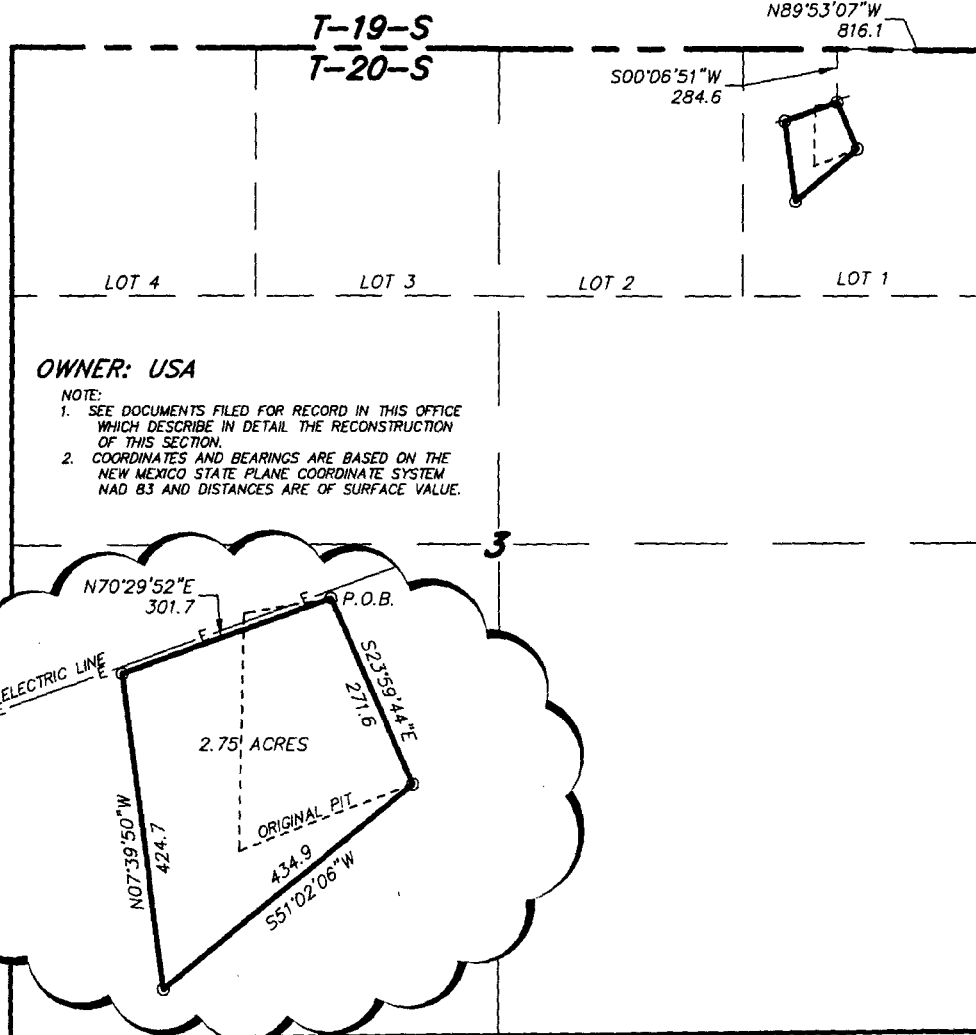 T-19-S
T-20-S
N89°53'07"W
816.1
S00°06'51"W
284.6
LOT 4
LOT 3
LOT 2
LOT 1
OWNER: USA
NOTE:
1. SEE DOCUMENTS FILED FOR RECORD IN THIS OFFICE
WHICH DESCRIBE IN DETAIL THE RECONSTRUCTION
OF THIS SECTION.
2. COORDINATES AND BEARINGS ARE BASED ON THE
NEW MEXICO STATE PLANE COORDINATE SYSTEM
NAD 83 AND DISTANCES ARE OF SURFACE VALUE.
3
N70°29'52"E
301.7
E
E
P.O.B.
ELECTRIC LINE
E
E
S23°59'44"E
271.6
2.75 ACRES
ORIGINAL PIT
N07°39'50"W
424.7
434.9
S51°02'06"W